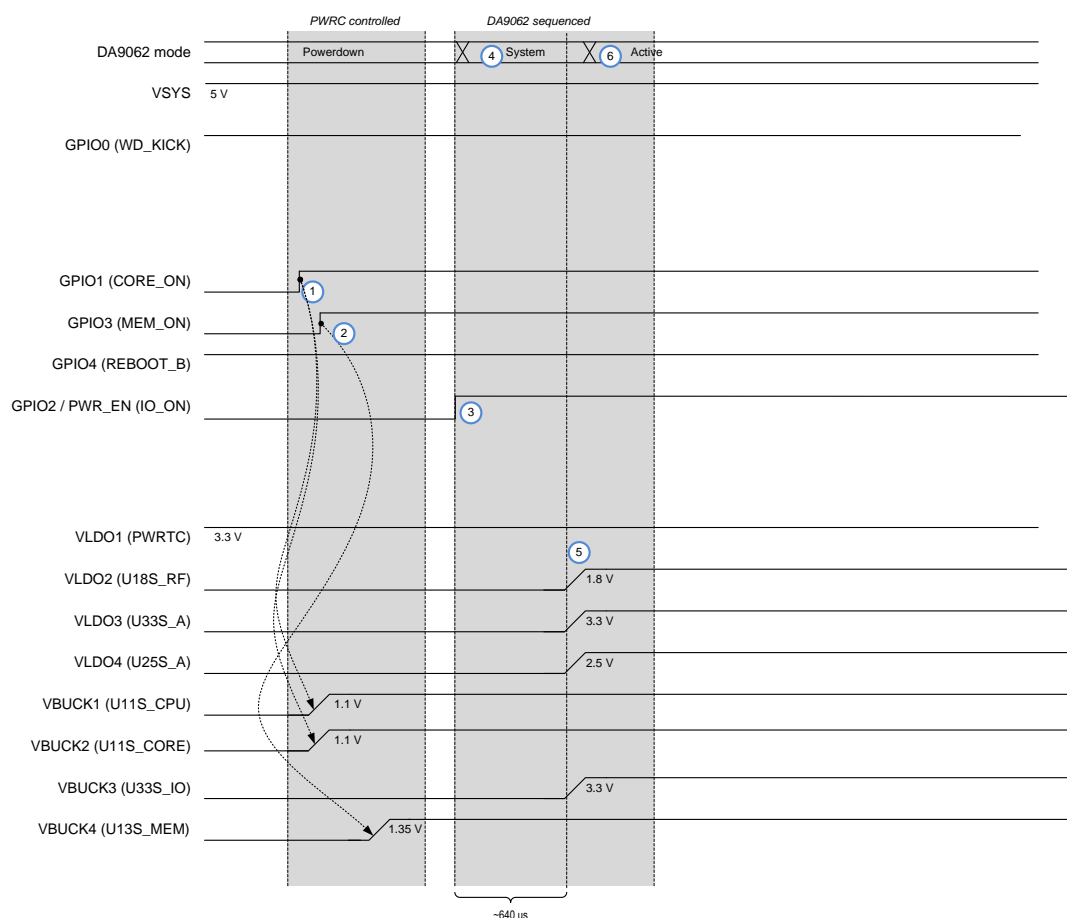 PWRC controlled
DA9062 sequenced
DA9062 mode
Powerdown
4
System
6
Active
VSYS
5 V
GPIO0 (WD_KICK)
GPIO1 (CORE_ON)
1
GPIO3 (MEM_ON)
2
GPIO4 (REBOOT_B)
GPIO2 / PWR_EN (IO_ON)
3
VLDO1 (PWRTC)
3.3 V
5
VLDO2 (U18S_RF)
1.8 V
VLDO3 (U33S_A)
3.3 V
VLDO4 (U25S_A)
2.5 V
VBUCK1 (U11S_CPU)
1.1 V
VBUCK2 (U11S_CORE)
1.1 V
VBUCK3 (U33S_IO)
3.3 V
VBUCK4 (U13S_MEM)
1.35 V
~640 us